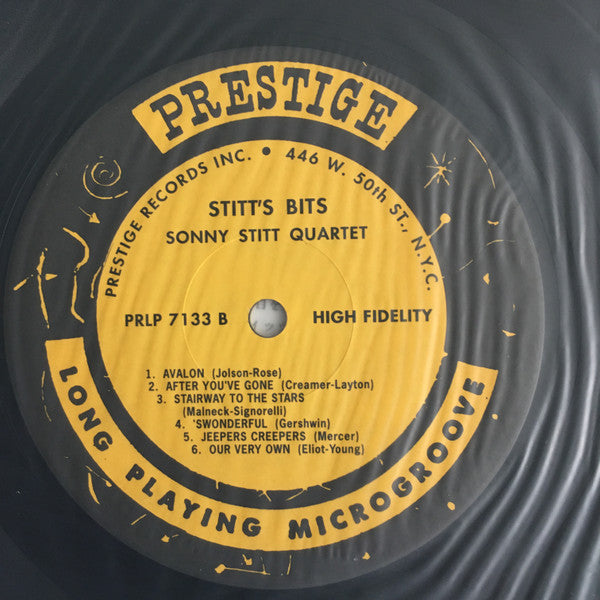 PRESTIGE
PRESTIGE RECORDS INC. • 446 W. 50th ST., N.Y.C.
STITT'S BITS
SONNY STITT QUARTET
PRLP 7133 B HIGH FIDELITY
1. AVALON (Jolson-Rose)
2. AFTER YOU'VE GONE (Creamer-Layton)
3. STAIRWAY TO THE STARS
(Malneck-Signorelli)
4. 'SWONDERFUL (Gershwin)
5. JEEPERS CREEPERS (Mercer)
6. OUR VERY OWN (Eliot-Young)
LONG PLAYING MICROGROOVE